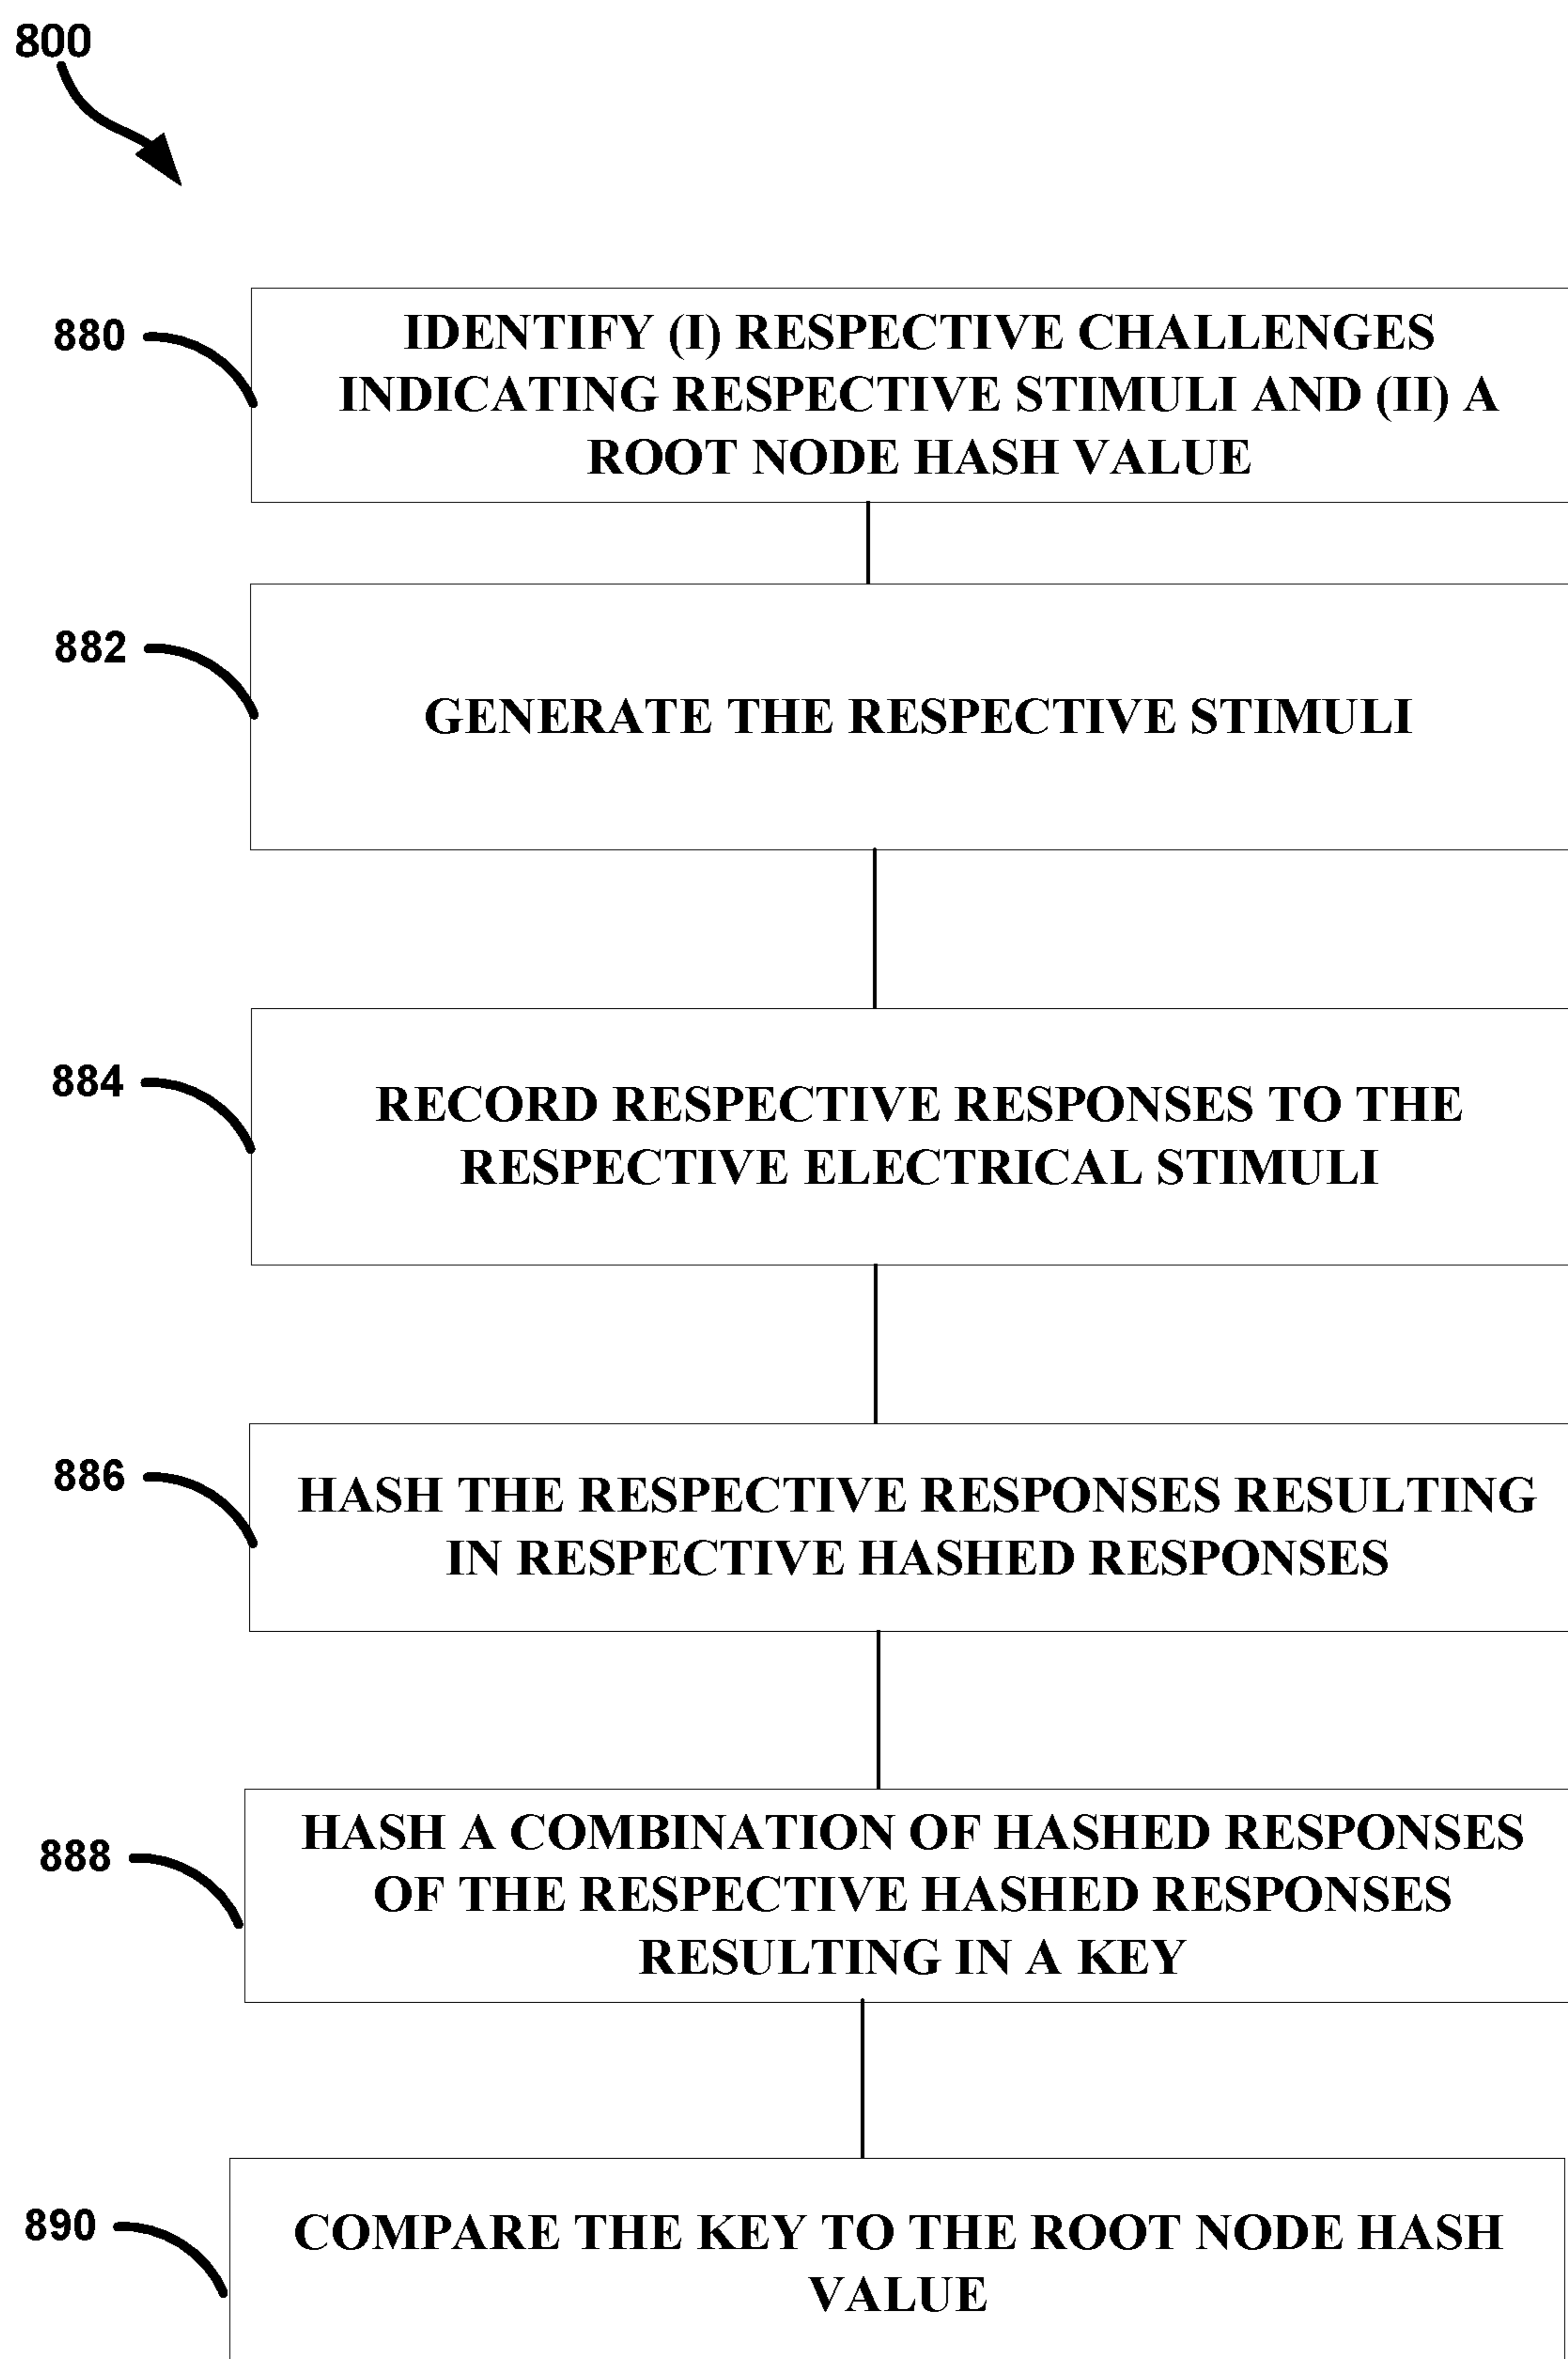 800
880
IDENTIFY (I) RESPECTIVE CHALLENGES
INDICATING RESPECTIVE STIMULI AND (II) A
ROOT NODE HASH VALUE
882
GENERATE THE RESPECTIVE STIMULI
884
RECORD RESPECTIVE RESPONSES TO THE
RESPECTIVE ELECTRICAL STIMULI
886
HASH THE RESPECTIVE RESPONSES RESULTING
IN RESPECTIVE HASHED RESPONSES
888
HASH A COMBINATION OF HASHED RESPONSES
OF THE RESPECTIVE HASHED RESPONSES
RESULTING IN A KEY
890
COMPARE THE KEY TO THE ROOT NODE HASH
VALUE